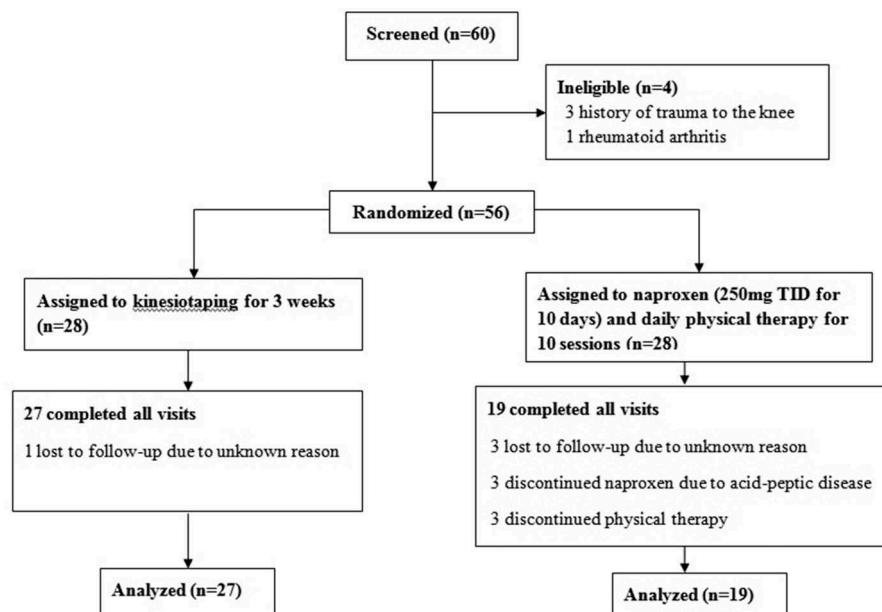 Screened (n=60)
Ineligible (n=4)
3 history of trauma to the knee
1 rheumatoid arthritis
Randomized (n=56)
Assigned to kinesiotaping for 3 weeks
(n=28)
Assigned to naproxen (250mg TID for
10 days) and daily physical therapy for
10 sessions (n=28)
27 completed all visits
1 lost to follow-up due to unknown reason
19 completed all visits
3 lost to follow-up due to unknown reason
3 discontinued naproxen due to acid-peptic disease
3 discontinued physical therapy
Analyzed (n=27)
Analyzed (n=19)